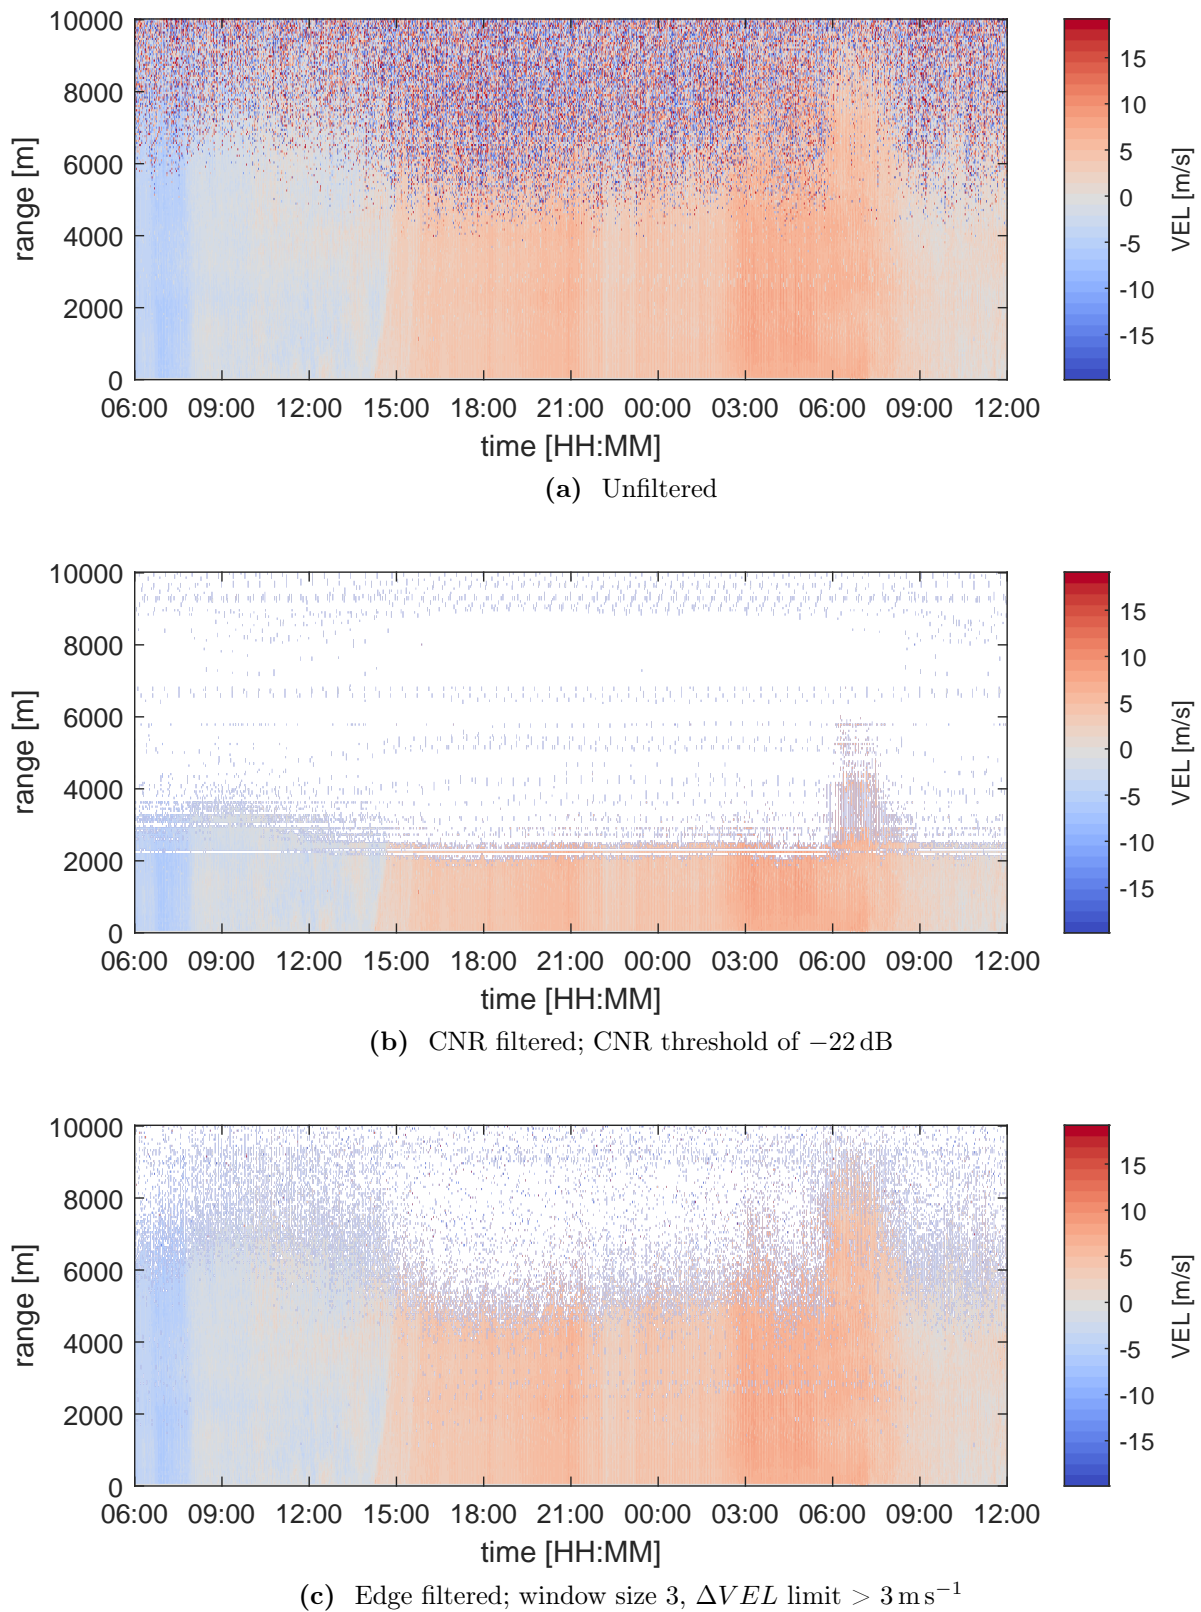 10000
8000
6000
4000
2000
0
range [m]
06:00 09:00 12:00 15:00 18:00 21:00 00:00 03:00 06:00 09:00 12:00
time [HH:MM]
15
10
5
0
-5
-10
-15
VEL [m/s]
(a) Unfiltered
10000
8000
6000
4000
2000
0
range [m]
06:00 09:00 12:00 15:00 18:00 21:00 00:00 03:00 06:00 09:00 12:00
time [HH:MM]
15
10
5
0
-5
-10
-15
VEL [m/s]
(b) CNR filtered; CNR threshold of −22 dB
10000
8000
6000
4000
2000
0
range [m]
06:00 09:00 12:00 15:00 18:00 21:00 00:00 03:00 06:00 09:00 12:00
time [HH:MM]
15
10
5
0
-5
-10
-15
VEL [m/s]
(c) Edge filtered; window size 3, ΔVEL limit > 3 m s⁻¹